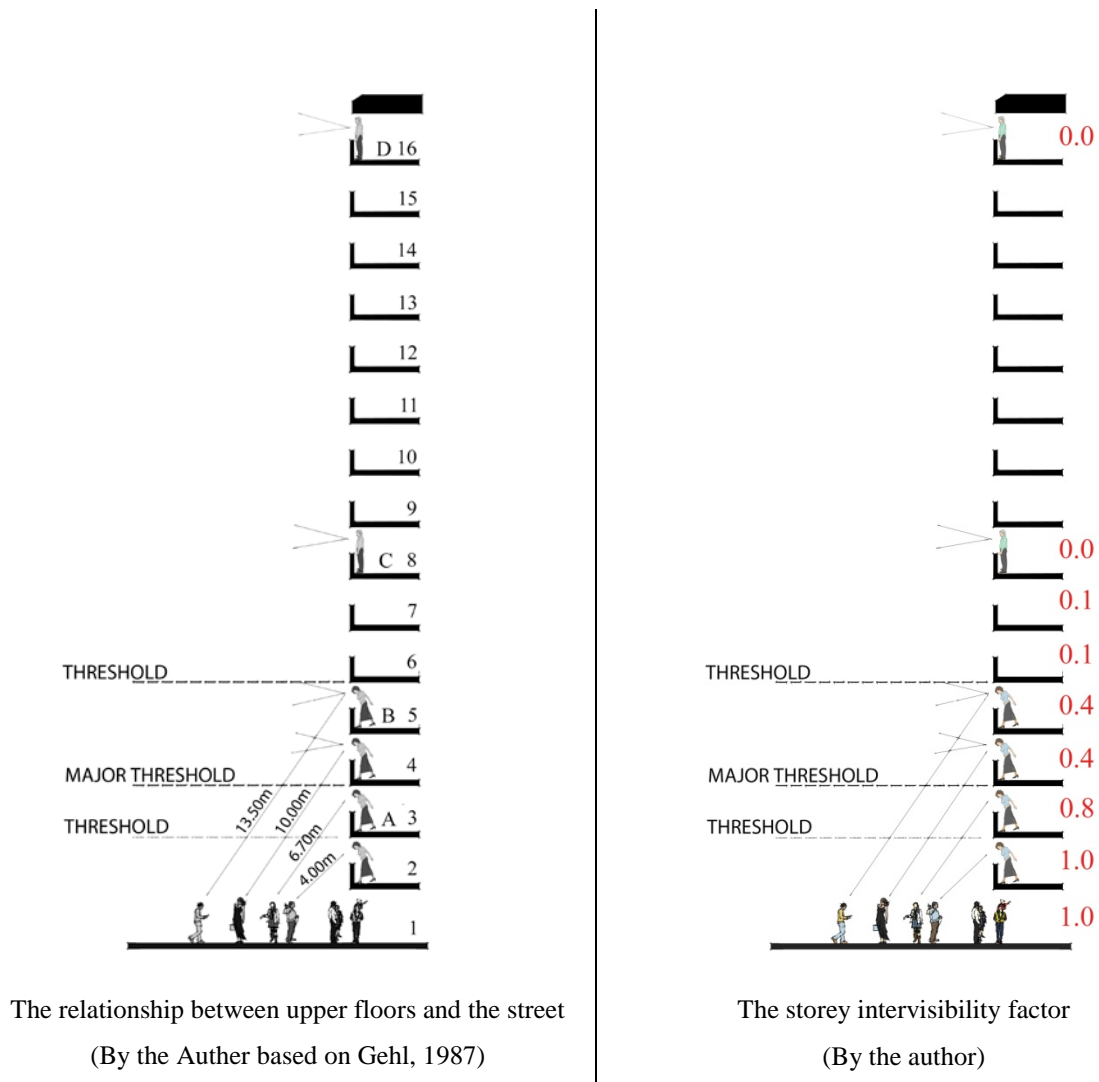 D 16
15
14
13
12
11
10
9
C 8
7
6
THRESHOLD
B 5
4
MAJOR THRESHOLD
A 3
THRESHOLD
2
1
13.50m
10.00m
6.70m
4.00m
The relationship between upper floors and the street
(By the Auther based on Gehl, 1987)
0.0
0.0
0.1
0.1
THRESHOLD
0.4
0.4
MAJOR THRESHOLD
0.8
THRESHOLD
1.0
1.0
The storey intervisibility factor
(By the author)